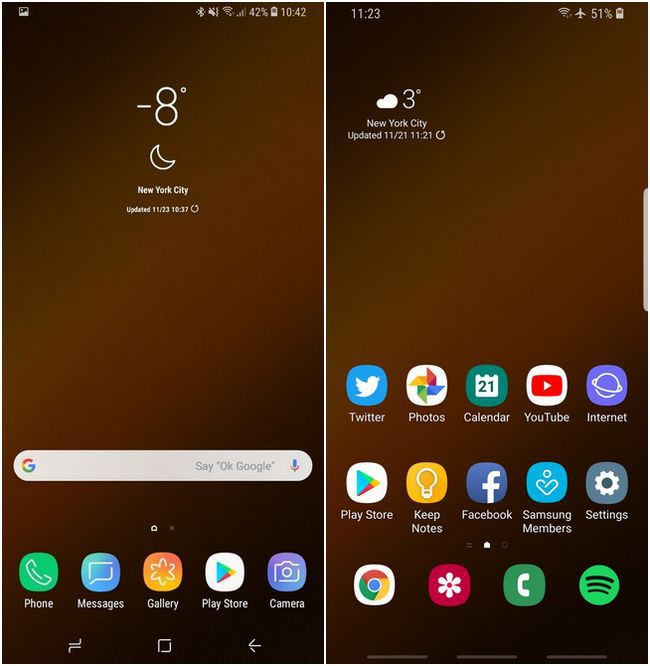 42% 10:42
-8°
New York City
Updated 11/23 10:37
Say "Ok Google"
Phone
Messages
Gallery
Play Store
Camera
11:23
51%
3°
New York City
Updated 11/21 11:21
21
Twitter
Photos
Calendar
YouTube
Internet
Play Store
Keep
Notes
Facebook
Samsung
Members
Settings